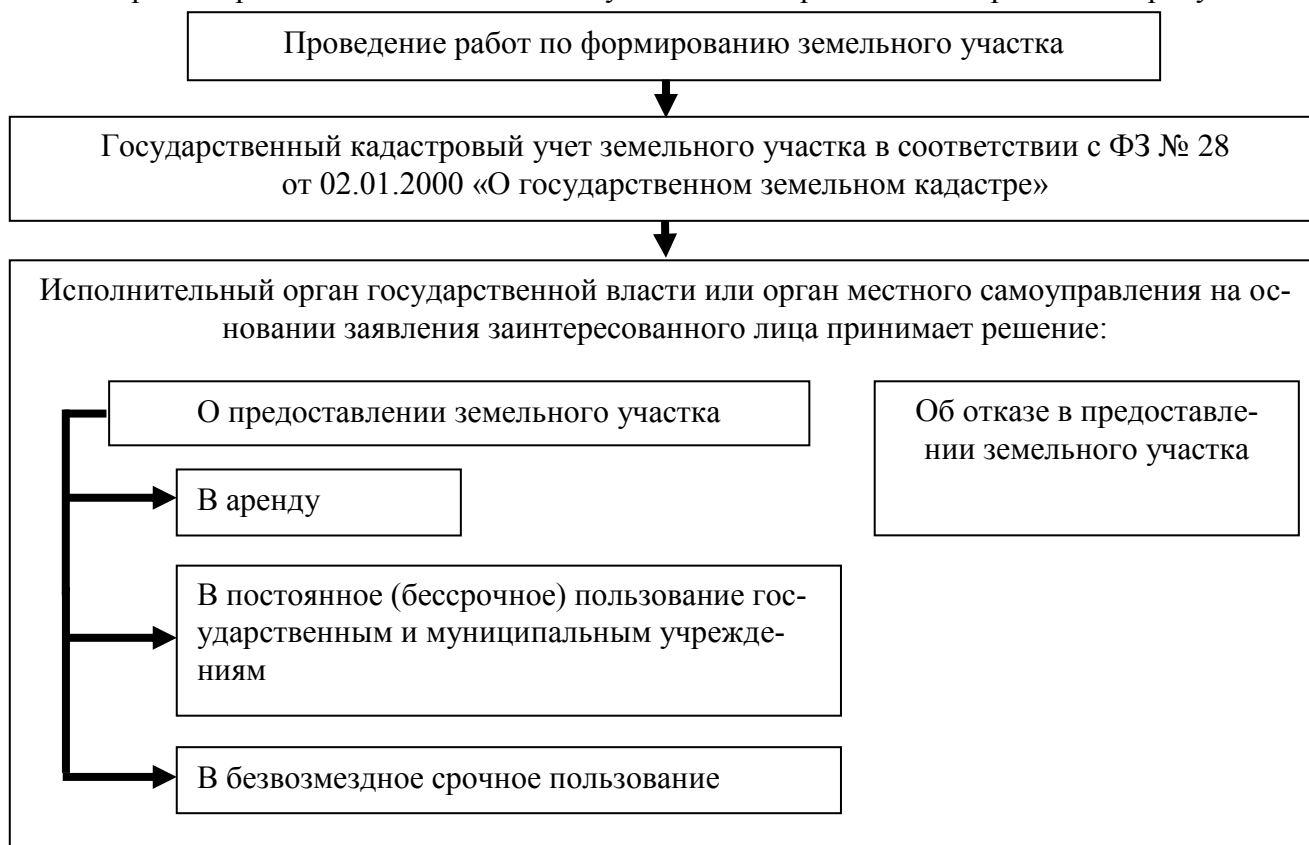 Проведение работ по формированию земельного участка
Государственный кадастровый учет земельного участка в соответствии с ФЗ № 28
от 02.01.2000 «О государственном земельном кадастре»
Исполнительный орган государственной власти или орган местного самоуправления на ос-
новании заявления заинтересованного лица принимает решение:
О предоставлении земельного участка
Об отказе в предоставле-
нии земельного участка
В аренду
В постоянное (бессрочное) пользование гос-
ударственным и муниципальным учрежде-
ниям
В безвозмездное срочное пользование